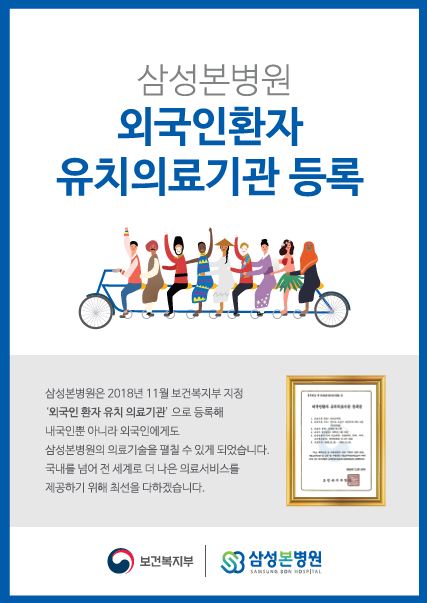 삼성본병원
외국인환자
유치의료기관 등록
삼성본병원은 2018년 11월 보건복지부 지정
'외국인 환자 유치 의료기관' 으로 등록해
내국인뿐 아니라 외국인에게도
삼성본병원의 의료기술을 펼칠 수 있게 되었습니다.
국내를 넘어 전 세계로 더 나은 의료서비스를
제공하기 위해 최선을 다하겠습니다.
외국인환자 유치의료기관 등록증
보건복지부
삼성본병원
SAMSUNG BON HOSPITAL